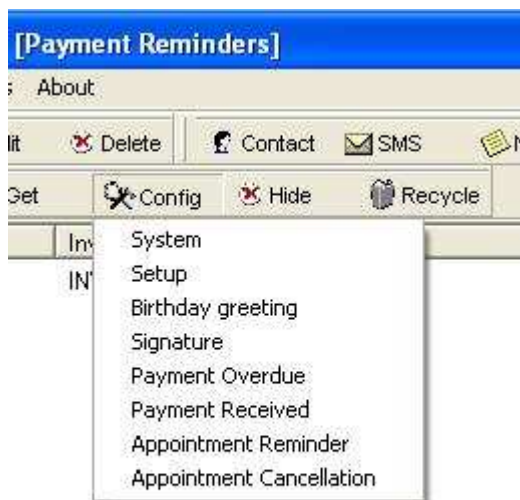 [Payment Reminders]
About
Delete Contact SMS
Get Config Hide Recycle
System
Setup
Birthday greeting
Signature
Payment Overdue
Payment Received
Appointment Reminder
Appointment Cancellation